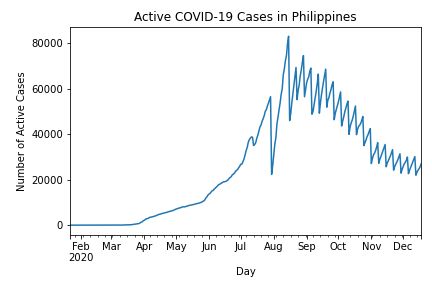 Active COVID-19 Cases in Philippines
Number of Active Cases
80000
60000
40000
20000
0
Feb Mar Apr May Jun Jul Aug Sep Oct Nov Dec
2020
Day